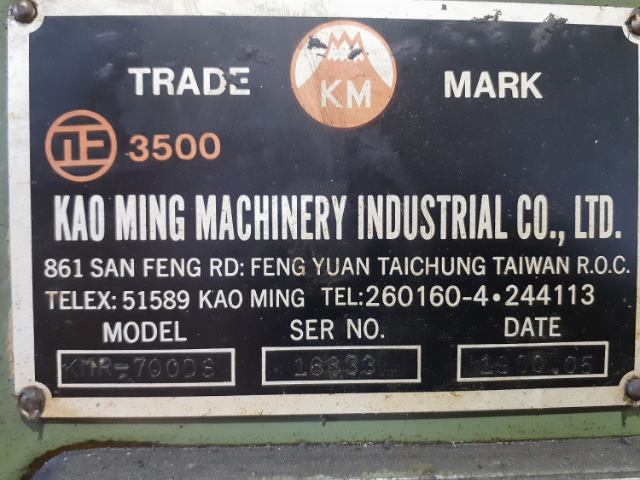 TRADE KM MARK
正 3500
KAO MING MACHINERY INDUSTRIAL CO., LTD.
861 SAN FENG RD: FENG YUAN TAICHUNG TAIWAN R.O.C.
TELEX: 51589 KAO MING TEL:260160-4•244113
MODEL SER NO. DATE
KMR-700DS